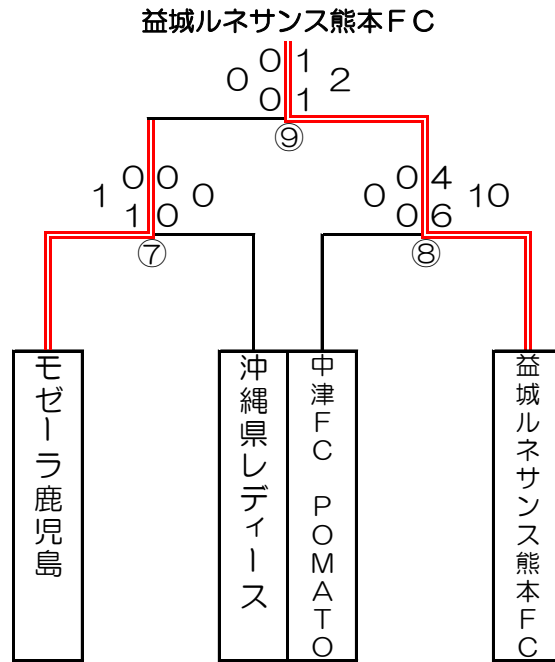 益城ルネサンス熊本FC
0 1
0 2
0 1
⑨
0 0
1 0
1 0
⑦
0 4
0 10
0 6
⑧
モゼーラ鹿児島
沖縄県レディース
中津FC POMATO
益城ルネサンス熊本FC